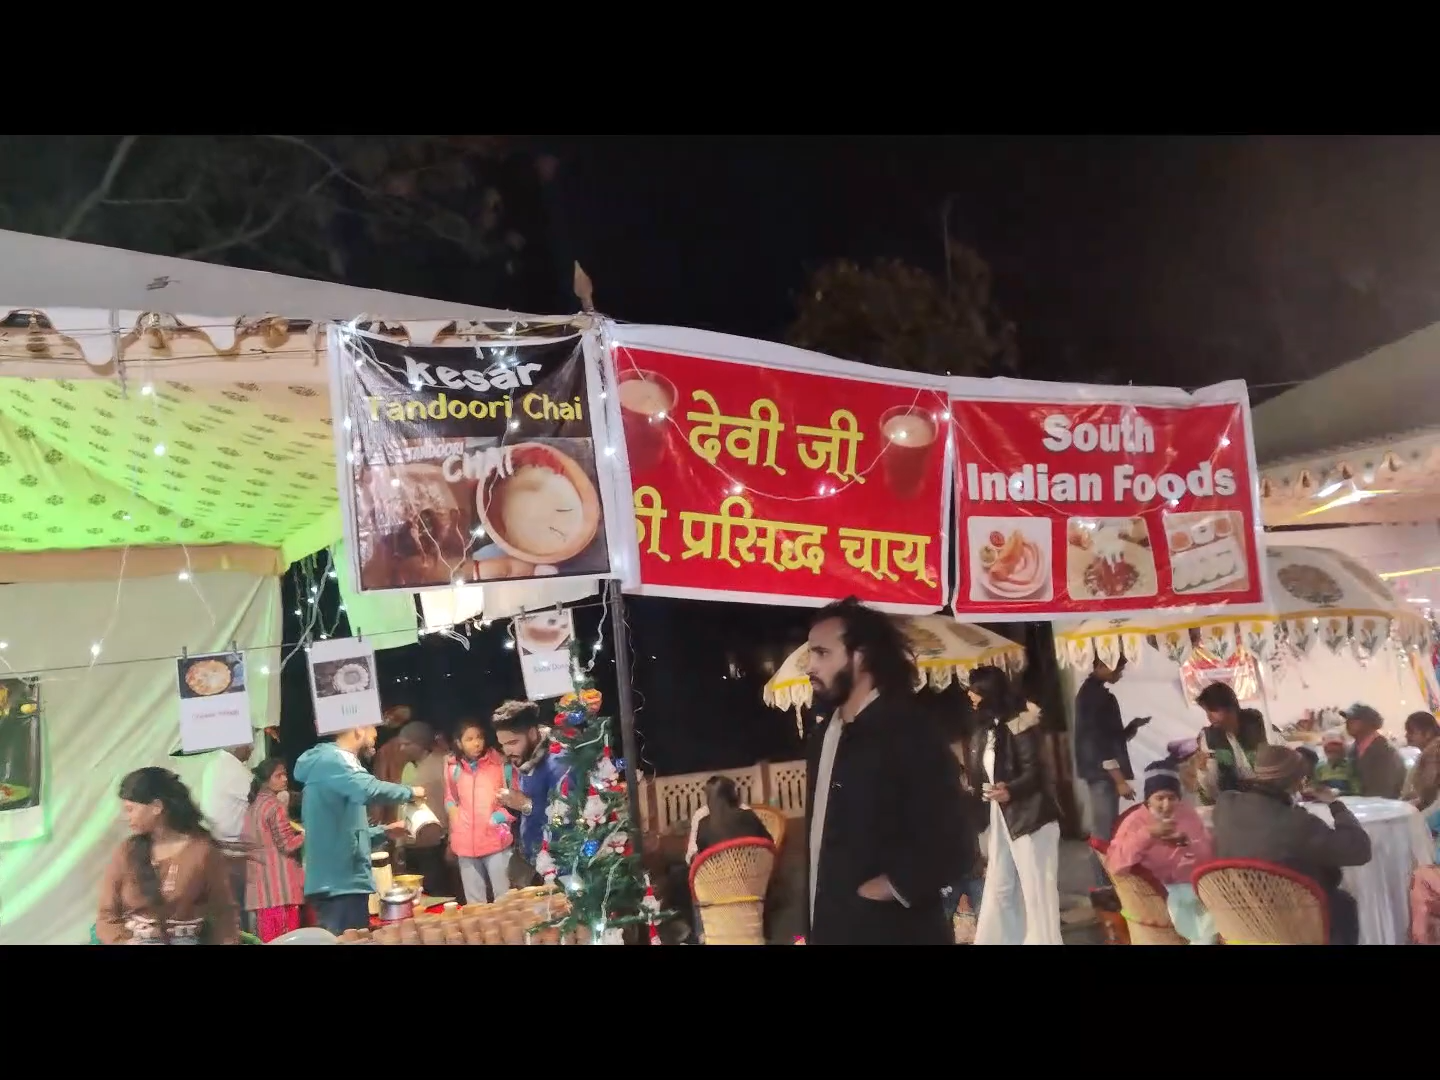 Kesar
Tandoori Chai
TANDOORI
CHAI
देवी जी
की प्रसिद्ध चाय
South
Indian Foods